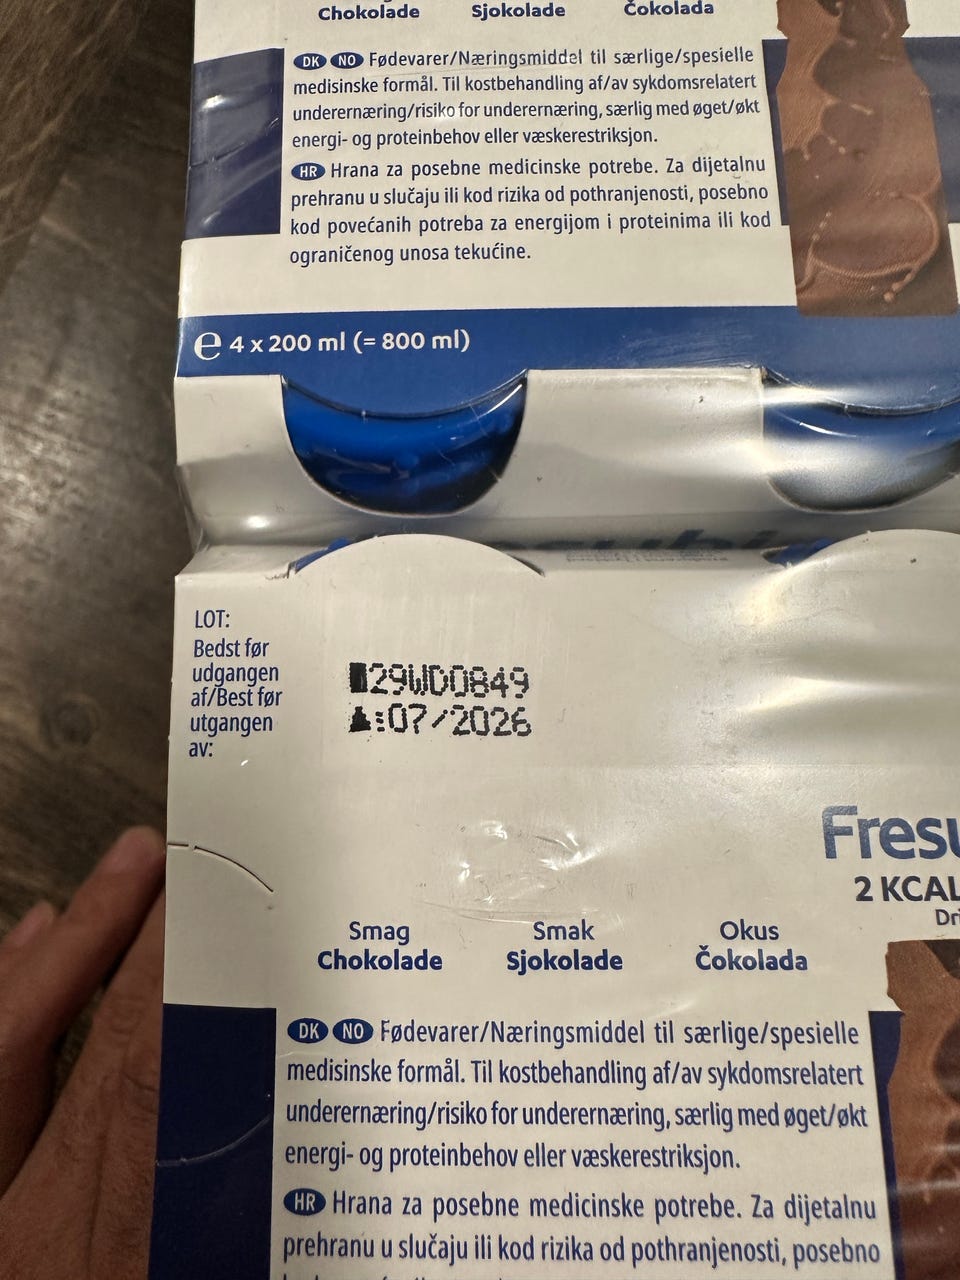 Chokolade Sjokolade Čokolada
DK NO Fødevarer/Næringsmiddel til særlige/spesielle
medisinske formål. Til kostbehandling af/av sykdomsrelatert
underernæring/risiko for underernæring, særlig med øget/økt
energi- og proteinbehov eller væskerestriksjon.
HR Hrana za posebne medicinske potrebe. Za dijetalnu
prehranu u slučaju ili kod rizika od pothranjenosti, posebno
kod povećanih potreba za energijom i proteinima ili kod
ograničenog unosa tekućine.
e 4 x 200 ml (= 800 ml)
LOT:
Bedst før
udgangen
af/Best før
utgangen
av:
29WD0849
07/2026
Fresu
2 KCAL
Dri
Smag Smak Okus
Chokolade Sjokolade Čokolada
DK NO Fødevarer/Næringsmiddel til særlige/spesielle
medisinske formål. Til kostbehandling af/av sykdomsrelatert
underernæring/risiko for underernæring, særlig med øget/økt
energi- og proteinbehov eller væskerestriksjon.
HR Hrana za posebne medicinske potrebe. Za dijetalnu
prehranu u slučaju ili kod rizika od pothranjenosti, posebno